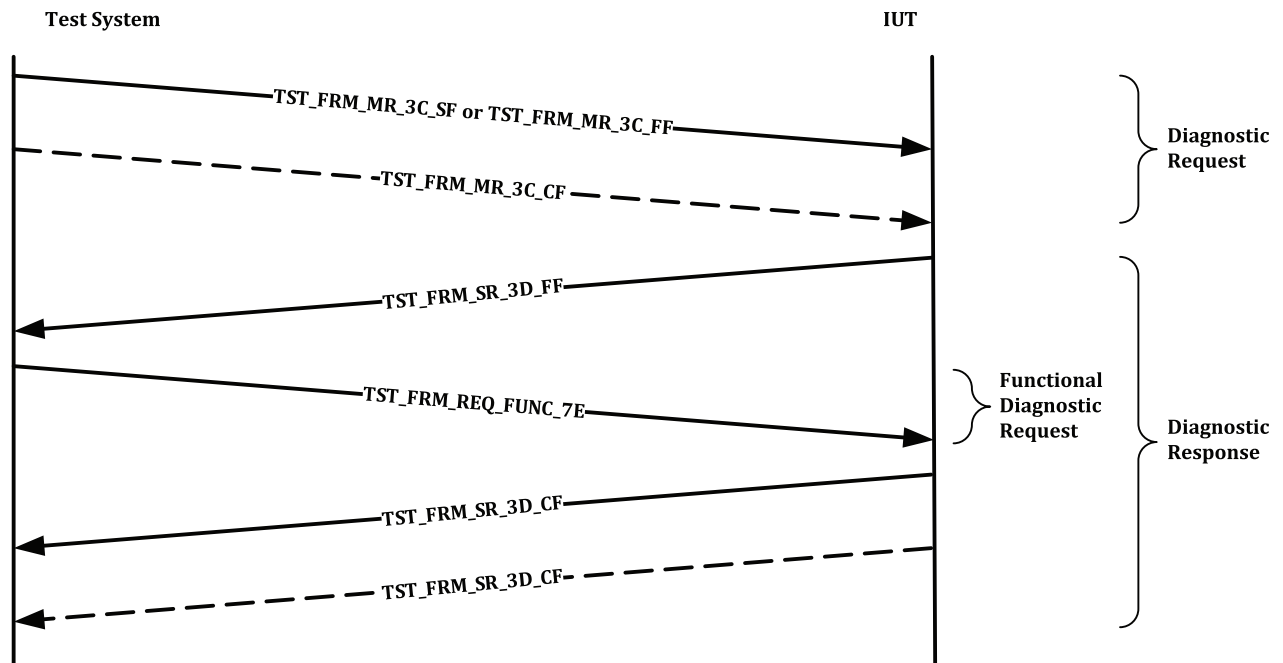 Test System
IUT
TST_FRM_MR_3C_SF or TST_FRM_MR_3C_FF
Diagnostic
Request
TST_FRM_MR_3C_CF
TST_FRM_SR_3D_FF
TST_FRM_REQ_FUNC_7E
Functional
Diagnostic
Request
Diagnostic
Response
TST_FRM_SR_3D_CF
TST_FRM_SR_3D_CF